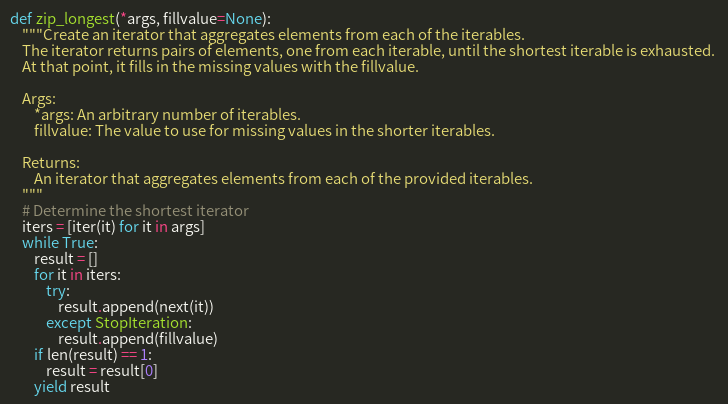 def zip_longest(*args, fillvalue=None):
    """Create an iterator that aggregates elements from each of the iterables.
    The iterator returns pairs of elements, one from each iterable, until the shortest iterable is exhausted.
    At that point, it fills in the missing values with the fillvalue.

    Args:
        *args: An arbitrary number of iterables.
        fillvalue: The value to use for missing values in the shorter iterables.

    Returns:
        An iterator that aggregates elements from each of the provided iterables.
    """
    # Determine the shortest iterator
    iters = [iter(it) for it in args]
    while True:
        result = []
        for it in iters:
            try:
                result.append(next(it))
            except StopIteration:
                result.append(fillvalue)
        if len(result) == 1:
            result = result[0]
        yield result